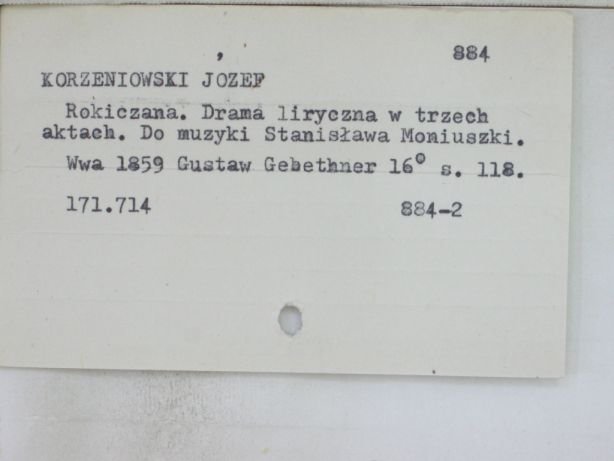 884
KORZENIOWSKI JÓZEF
Rokiczana. Drama liryczna w trzech
aktach. Do muzyki Stanisława Moniuszki.
Wwa 1859 Gustaw Gebethner 16° s. 118.
171.714 884-2